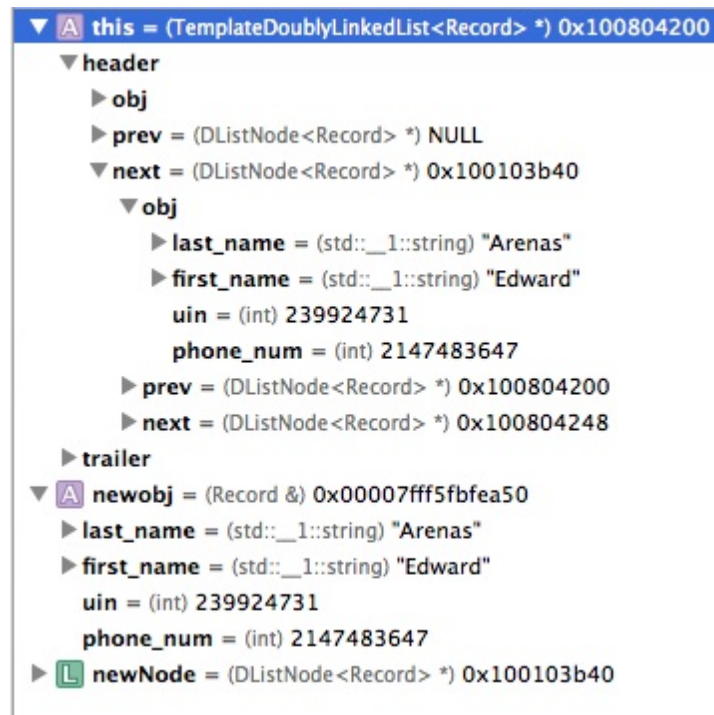 A this = (TemplateDoublyLinkedList<Record> *) 0x100804200
header
obj
prev = (DListNode<Record> *) NULL
next = (DListNode<Record> *) 0x100103b40
obj
last_name = (std::__1::string) "Arenas"
first_name = (std::__1::string) "Edward"
uin = (int) 239924731
phone_num = (int) 2147483647
prev = (DListNode<Record> *) 0x100804200
next = (DListNode<Record> *) 0x100804248
trailer
A newobj = (Record &) 0x00007fff5fbfea50
last_name = (std::__1::string) "Arenas"
first_name = (std::__1::string) "Edward"
uin = (int) 239924731
phone_num = (int) 2147483647
L newNode = (DListNode<Record> *) 0x100103b40